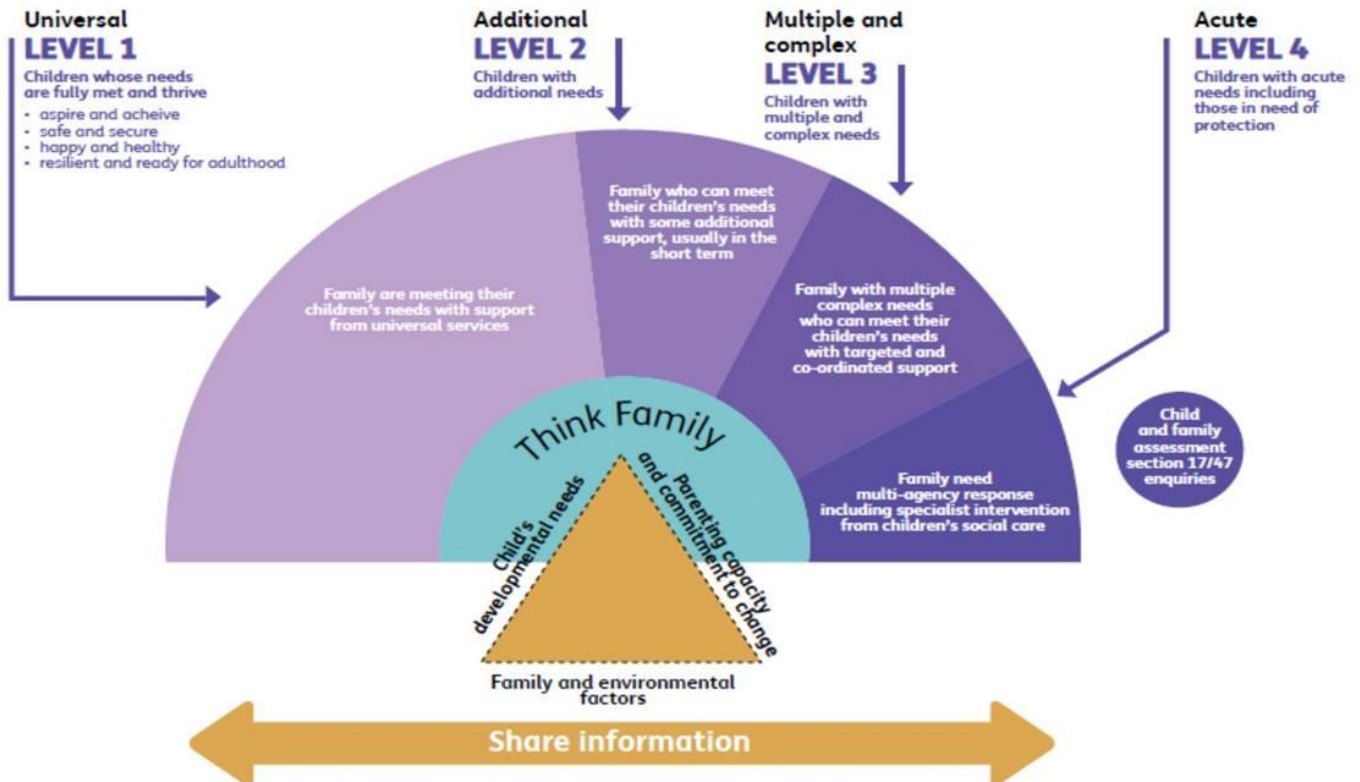 Universal
LEVEL 1
Children whose needs
are fully met and thrive
• aspire and acheive
• safe and secure
• happy and healthy
• resilient and ready for adulthood
Additional
LEVEL 2
Children with
additional needs
Multiple and
complex
LEVEL 3
Children with
multiple and
complex needs
Acute
LEVEL 4
Children with acute
needs including
those in need of
protection
Family are meeting their
children's needs with support
from universal services
Family who can meet
their children's needs
with some additional
support, usually in the
short term
Family with multiple
complex needs
who can meet their
children's needs
with targeted and
co-ordinated support
Family need
multi-agency response
including specialist intervention
from children's social care
Child
and family
assessment
section 17/47
enquiries
Think Family
Child's
developmental needs
Parenting capacity
and commitment to change
Family and environmental
factors
Share information